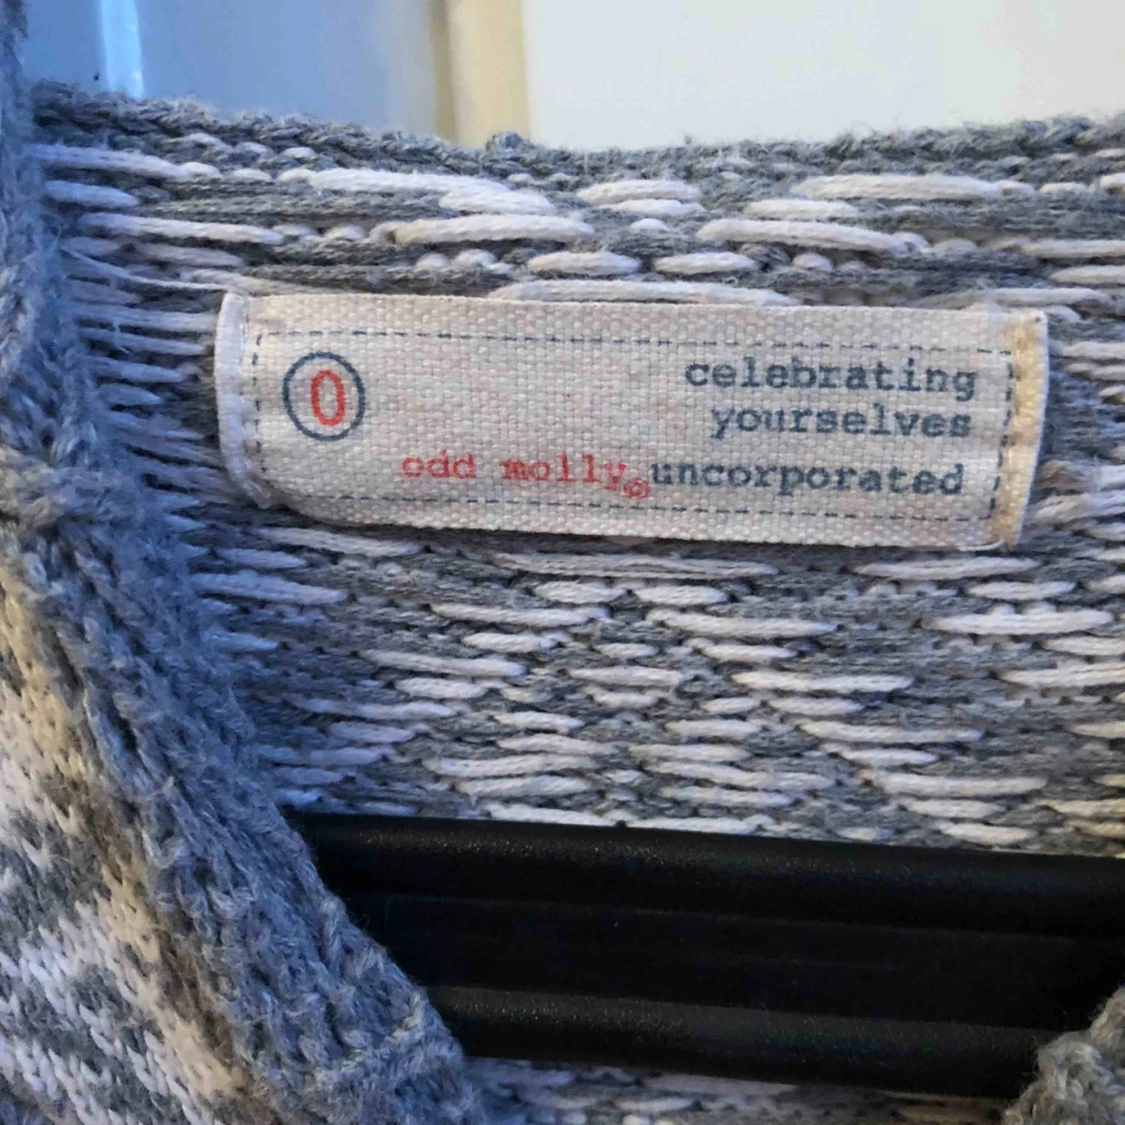 0
celebrating
yourselves
odd molly® uncorporated